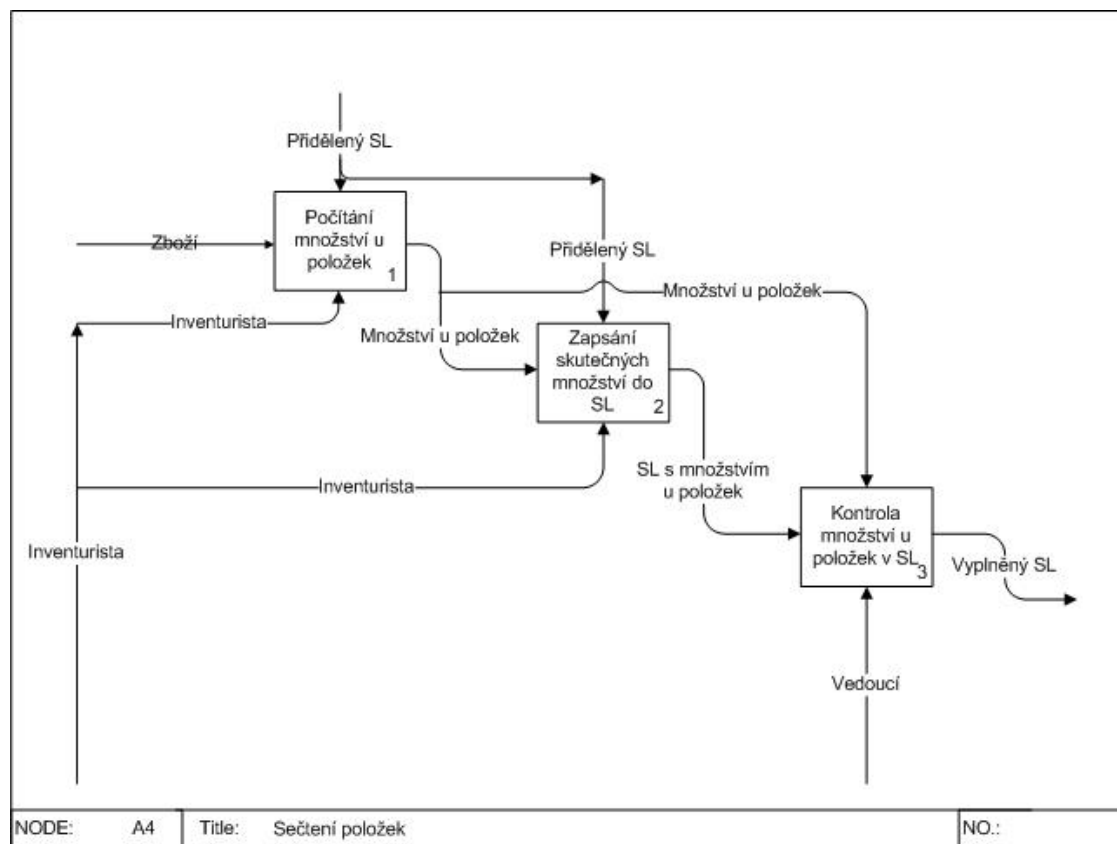 Přidělený SL
Počítání
množství u
položek
1
Zboží
Přidělený SL
Množství u položek
Inventurista
Množství u položek
Zapsání
skutečných
množství do
SL
2
SL s množstvím
u položek
Inventurista
Kontrola
množství u
položek v SL
3
Inventurista
Vyplněný SL
Vedoucí
NODE: A4 Title: Sečtení položek NO.: